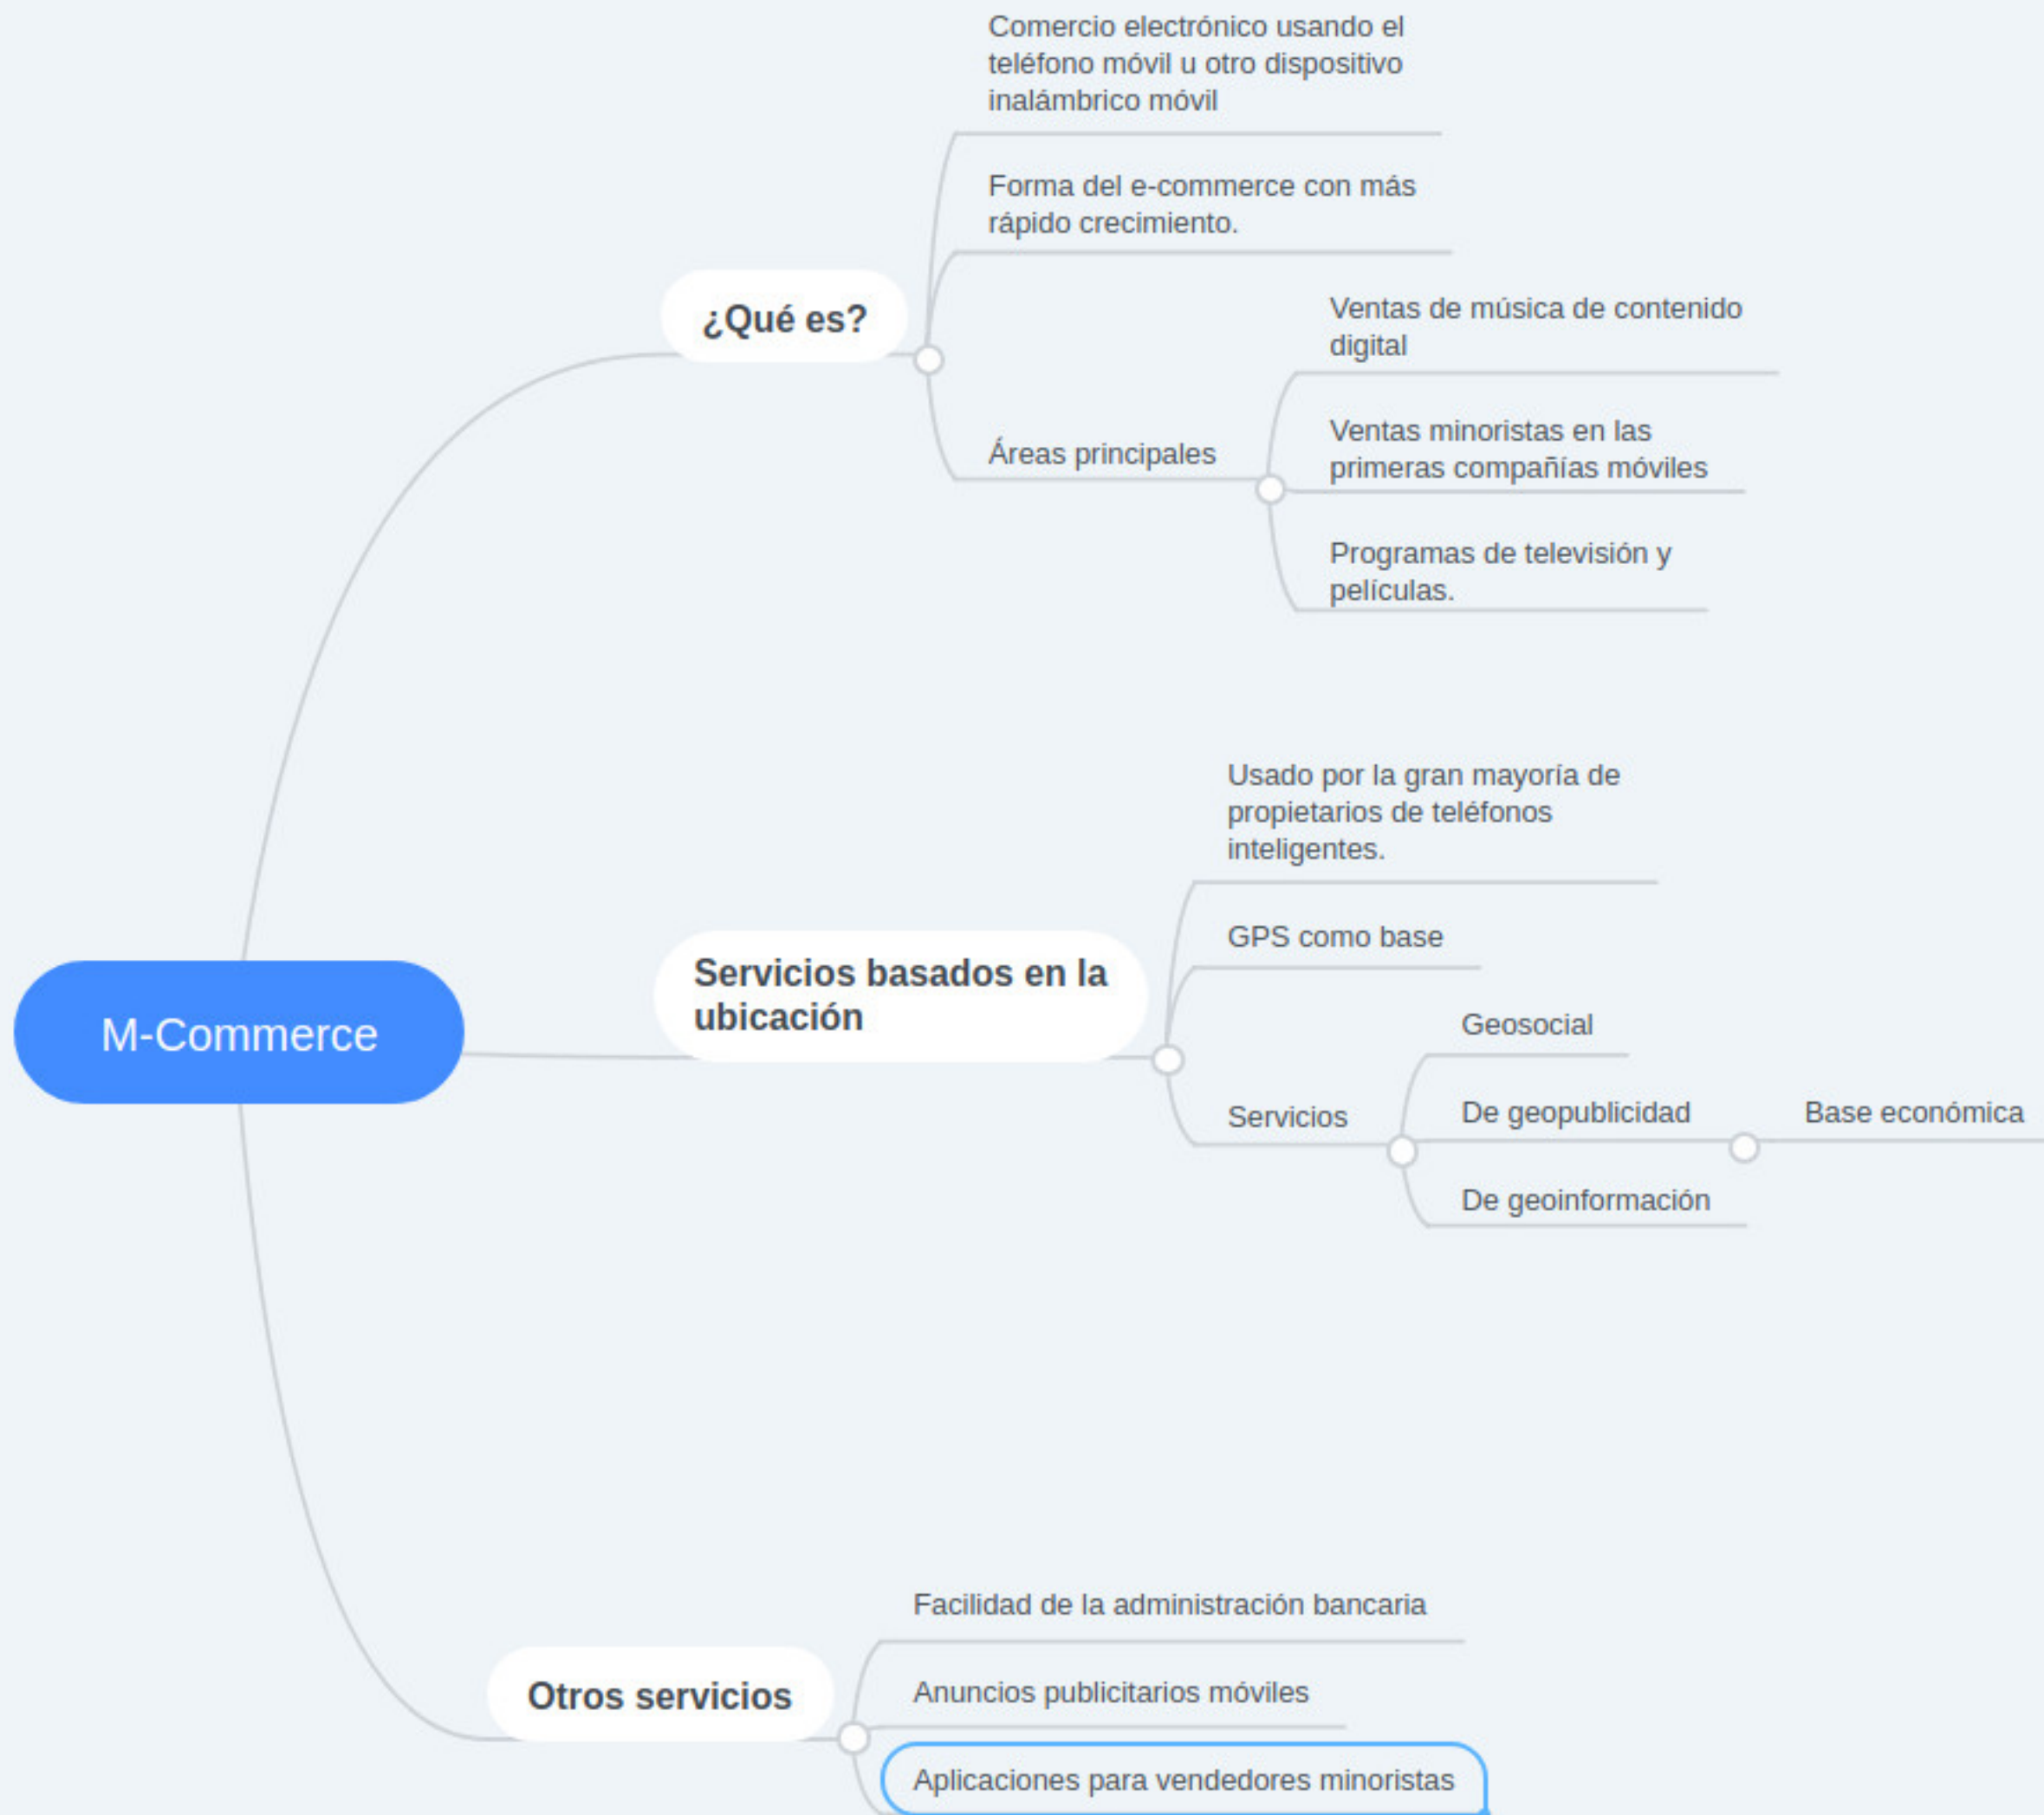 Comercio electrónico usando el
teléfono móvil u otro dispositivo
inalámbrico móvil
Forma del e-commerce con más
rápido crecimiento.
¿Qué es?
Ventas de música de contenido
digital
Áreas principales
Ventas minoristas en las
primeras compañías móviles
Programas de televisión y
películas.
Usado por la gran mayoría de
propietarios de teléfonos
inteligentes.
GPS como base
M-Commerce
Servicios basados en la
ubicación
Geosocial
Servicios
De geopublicidad
Base económica
De geoinformación
Facilidad de la administración bancaria
Otros servicios
Anuncios publicitarios móviles
Aplicaciones para vendedores minoristas